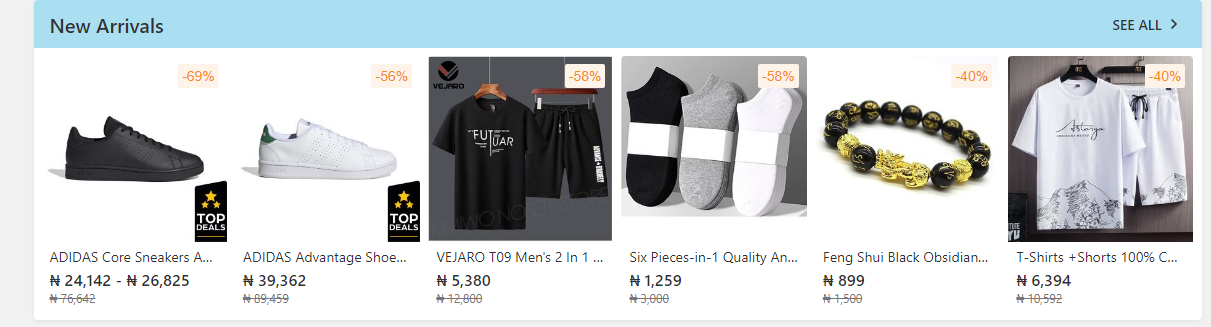 New Arrivals
SEE ALL
-69%
-56%
-58%
-58%
-40%
-40%
VEJARO
FUTUAR
Astaroya
TOP
DEALS
TOP
DEALS
ADIDAS Core Sneakers A...
ADIDAS Advantage Shoe...
VEJARO T09 Men's 2 In 1 ...
Six Pieces-in-1 Quality An...
Feng Shui Black Obsidian...
T-Shirts +Shorts 100% C...
₦ 24,142 - ₦ 26,825
₦ 39,362
₦ 5,380
₦ 1,259
₦ 899
₦ 6,394
₦ 76,642
₦ 89,459
₦ 12,800
₦ 3,000
₦ 1,500
₦ 10,592